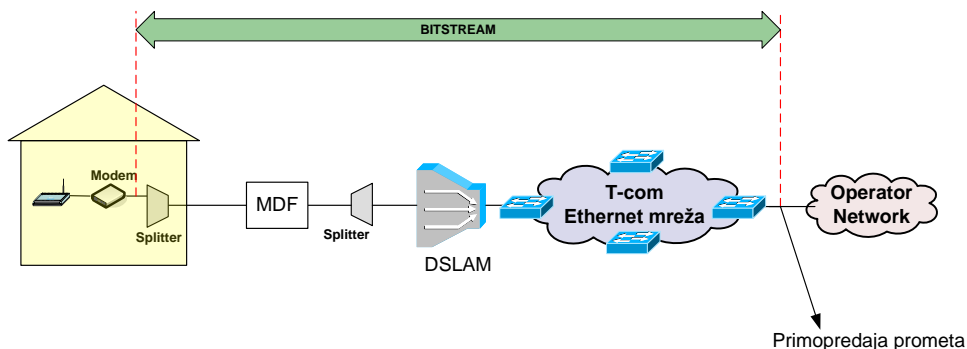 BITSTREAM
Modem
Splitter
MDF
Splitter
DSLAM
T-com
Ethernet mreža
Operator
Network
Primopredaja prometa